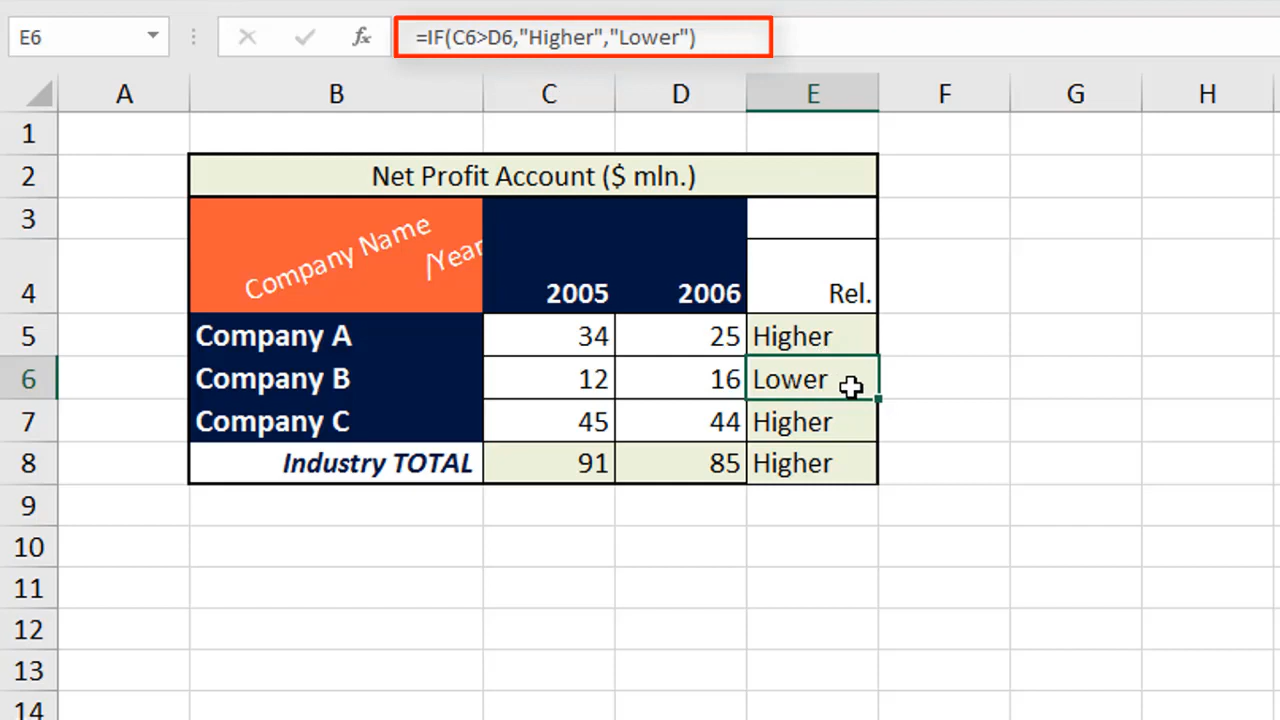 E6 fx =IF(C6>D6,"Higher","Lower")
A B C D E F G H
1
2 Net Profit Account ($ mln.)
3 Company Name
/Year
4 2005 2006 Rel.
5 Company A 34 25 Higher
6 Company B 12 16 Lower
7 Company C 45 44 Higher
8 Industry TOTAL 91 85 Higher
9
10
11
12
13
14